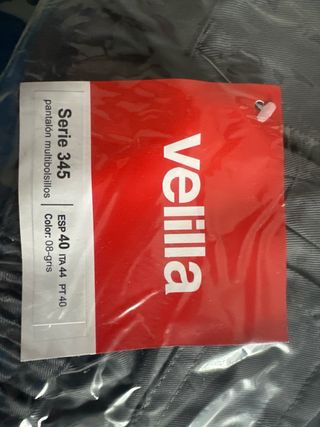 velilla
Serie 345
pantalón multibolsillos
ESP 40 ITA 44 PT 40
Color: 08-gris